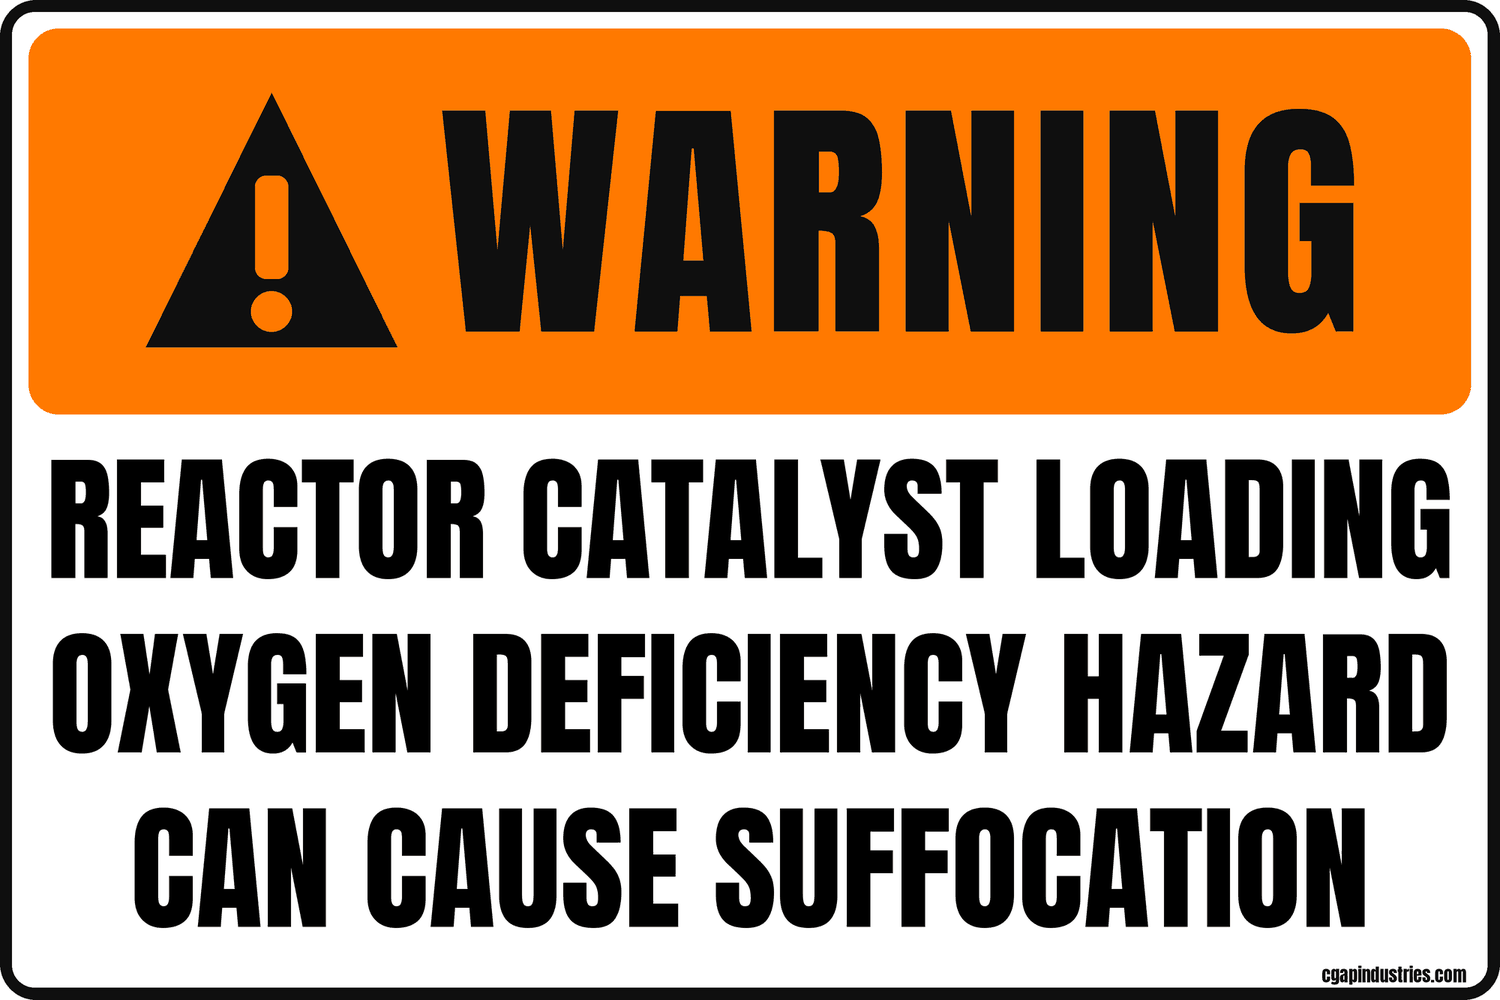 WARNING
REACTOR CATALYST LOADING
OXYGEN DEFICIENCY HAZARD
CAN CAUSE SUFFOCATION
cgapindustries.com